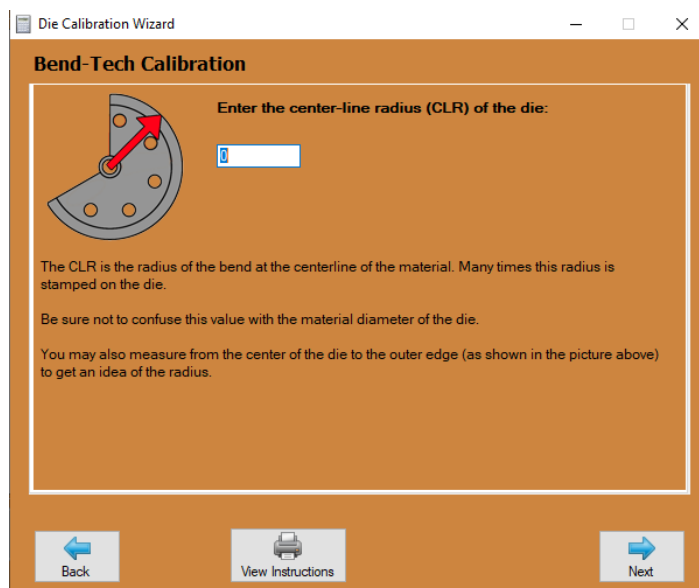 Die Calibration Wizard
Bend-Tech Calibration
Enter the center-line radius (CLR) of the die:
0
The CLR is the radius of the bend at the centerline of the material. Many times this radius is
stamped on the die.
Be sure not to confuse this value with the material diameter of the die.
You may also measure from the center of the die to the outer edge (as shown in the picture above)
to get an idea of the radius.
Back
View Instructions
Next